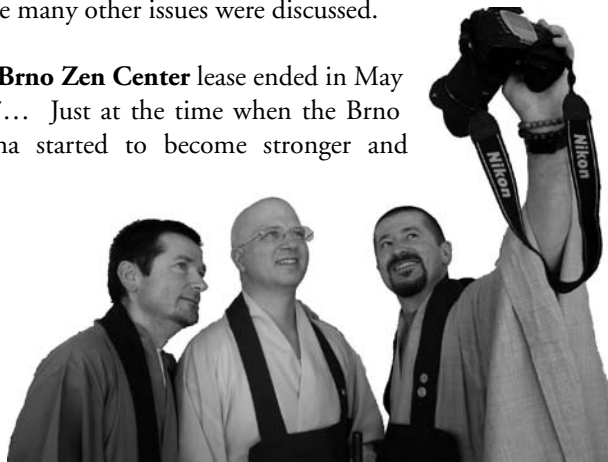 e many other issues were discussed.
Brno Zen Center lease ended in May
… Just at the time when the Brno
started to become stronger and
Nikon
Nikon